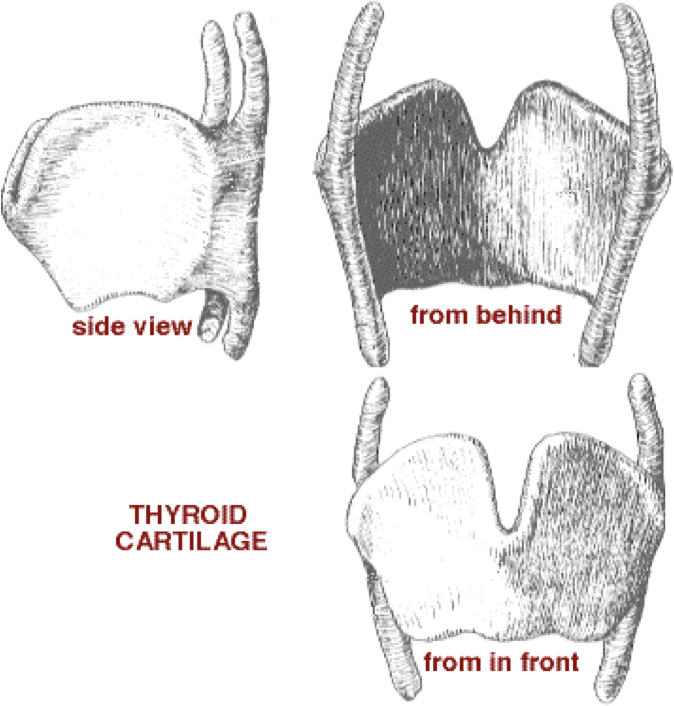 side view
from behind
THYROID
CARTILAGE
from in front